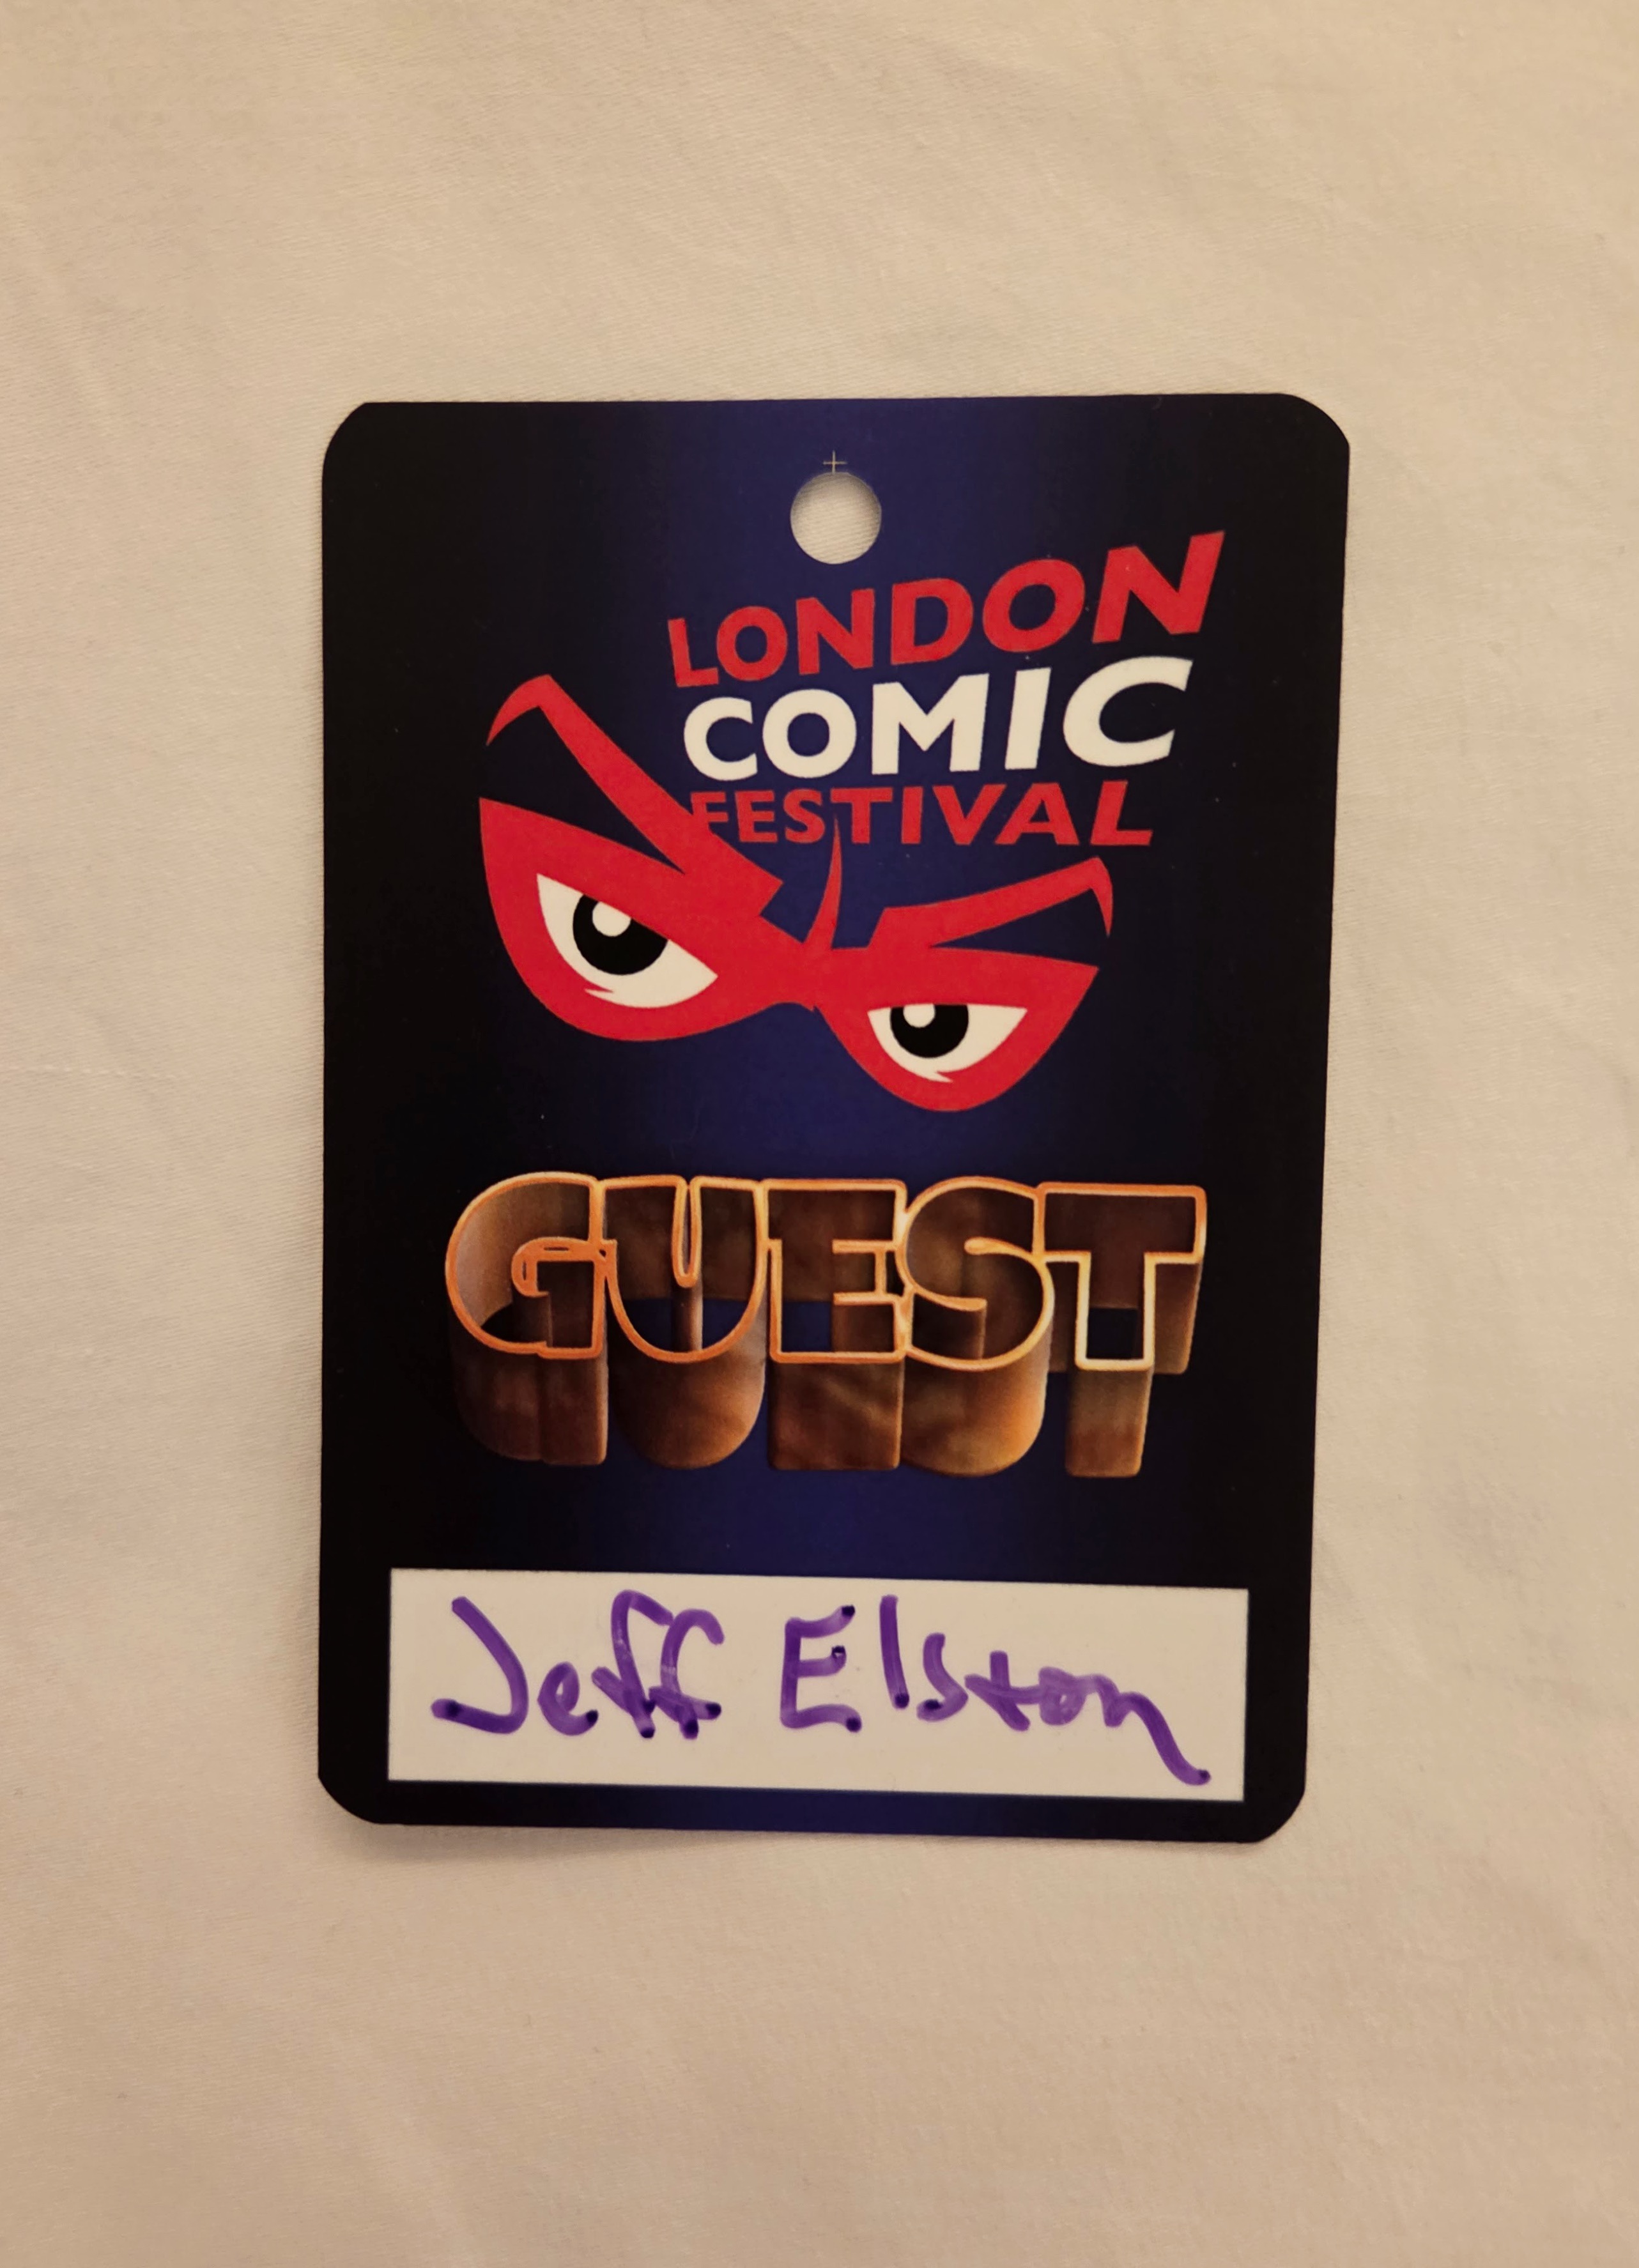 LONDON
COMIC
FESTIVAL
GUEST
Jeff Elston